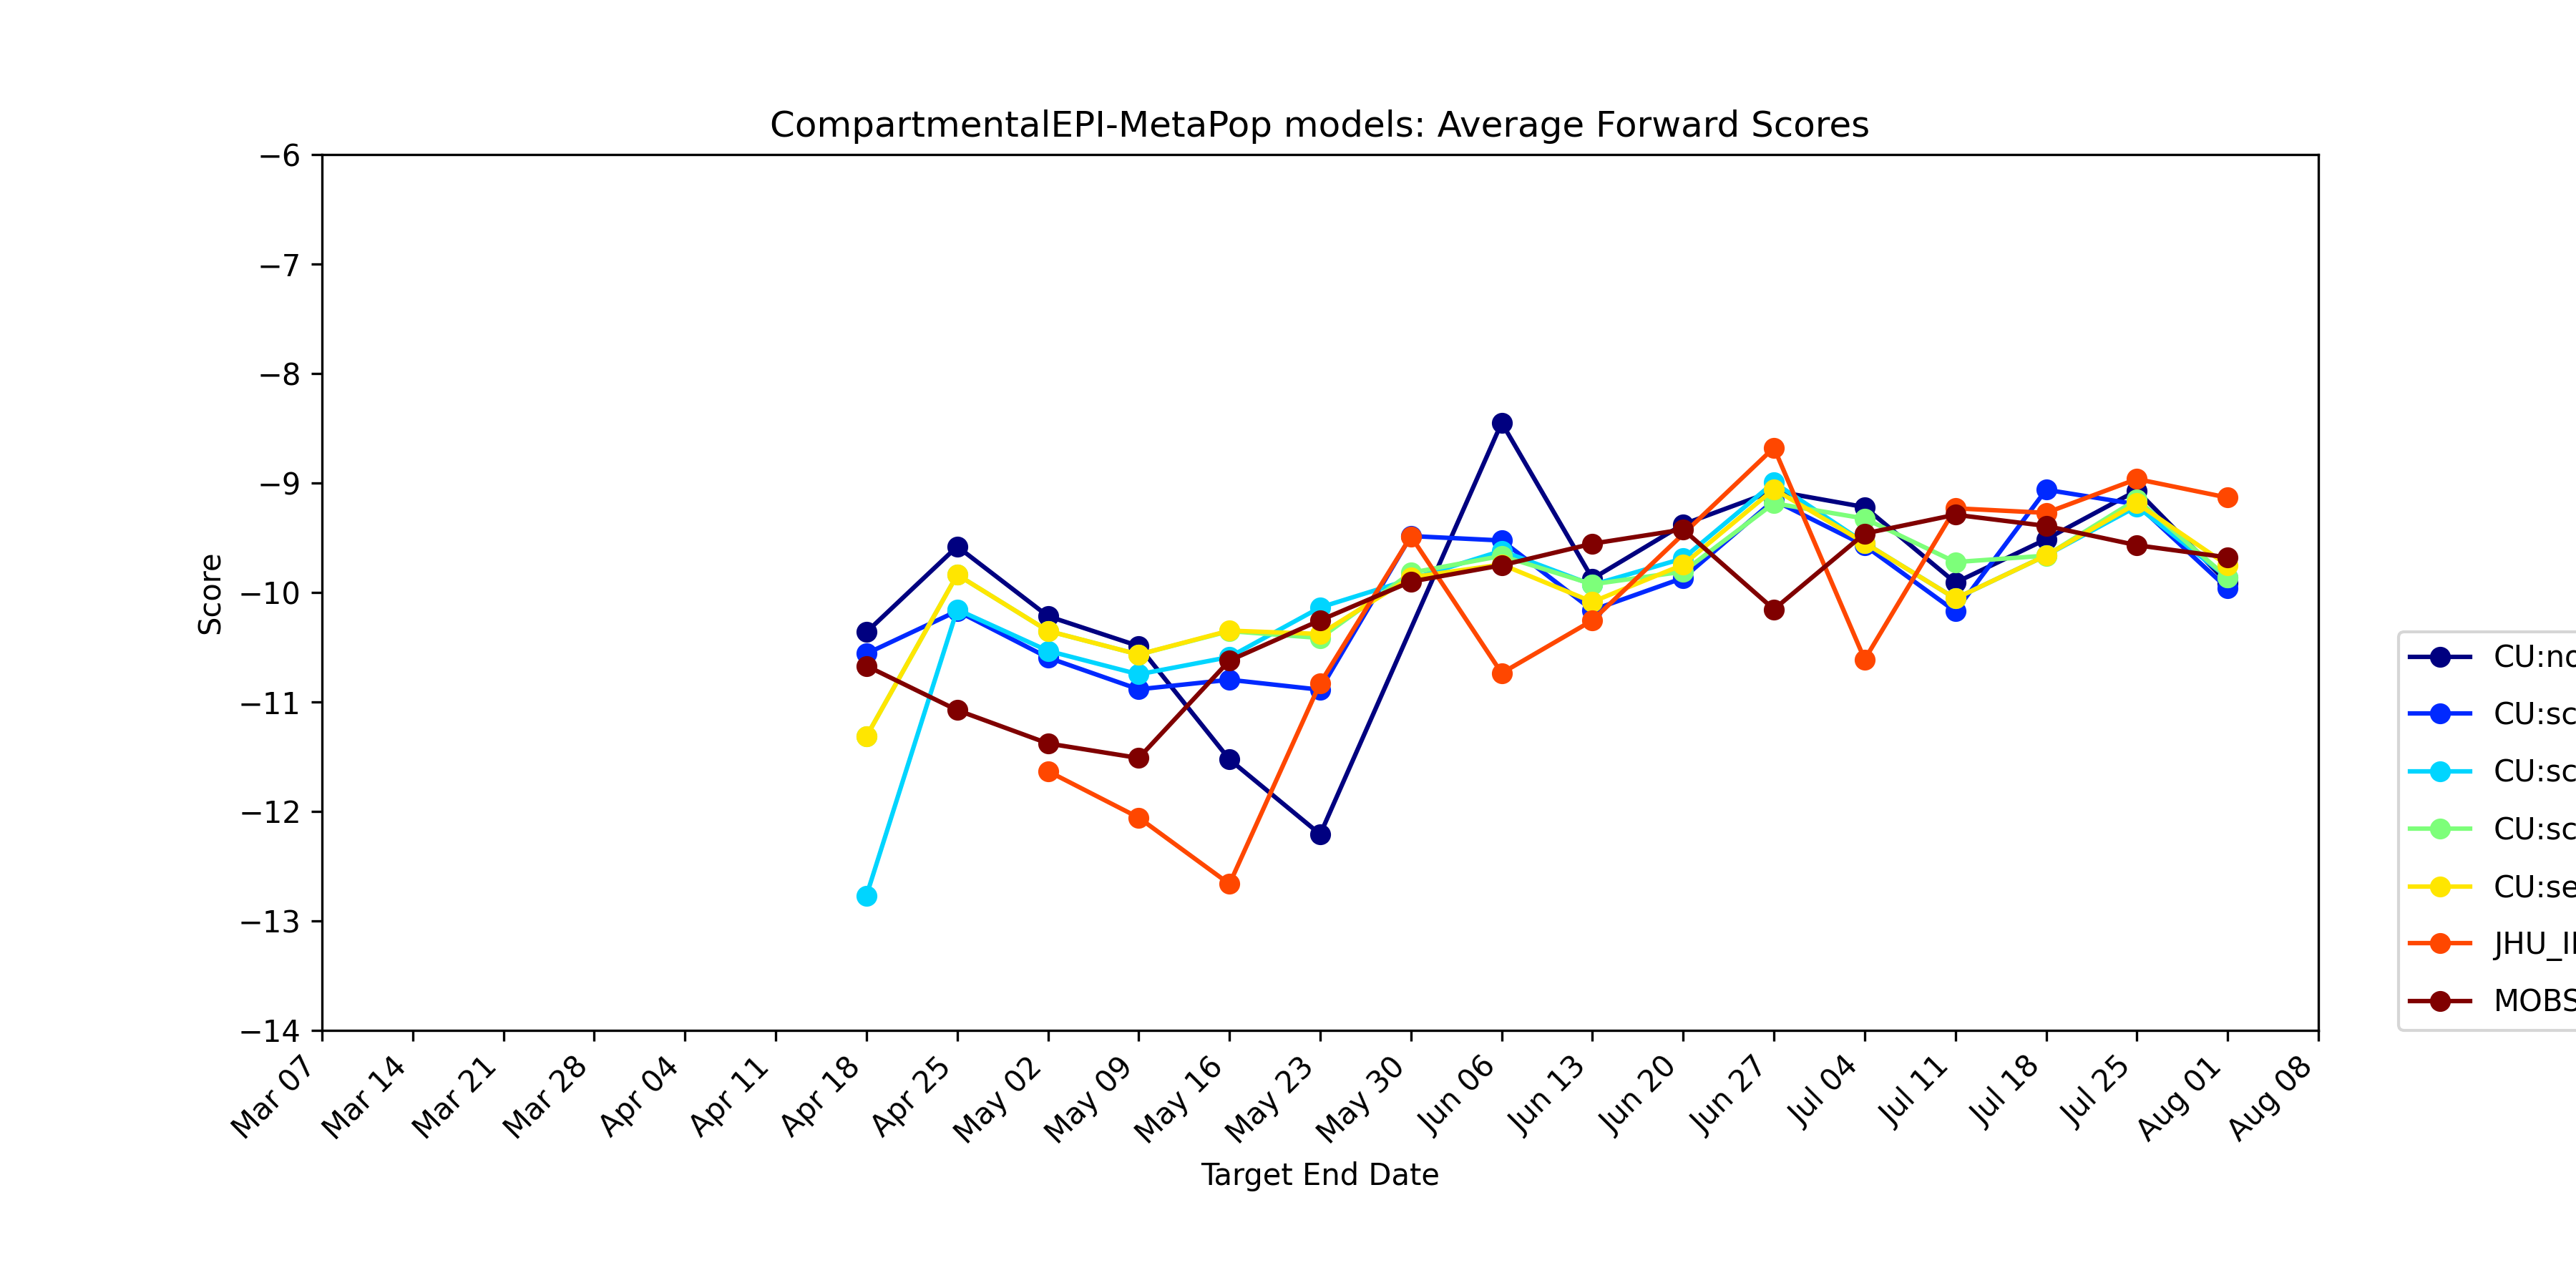 CompartmentalEPI-MetaPop models: Average Forward Scores
−6
−7
−8
−9
−10
−11
−12
−13
−14
Score
Mar 07
Mar 14
Mar 21
Mar 28
Apr 04
Apr 11
Apr 18
Apr 25
May 02
May 09
May 16
May 23
May 30
Jun 06
Jun 13
Jun 20
Jun 27
Jul 04
Jul 11
Jul 18
Jul 25
Aug 01
Aug 08
Target End Date
CU:no
CU:sc
CU:sc
CU:sc
CU:se
JHU_I
MOBS